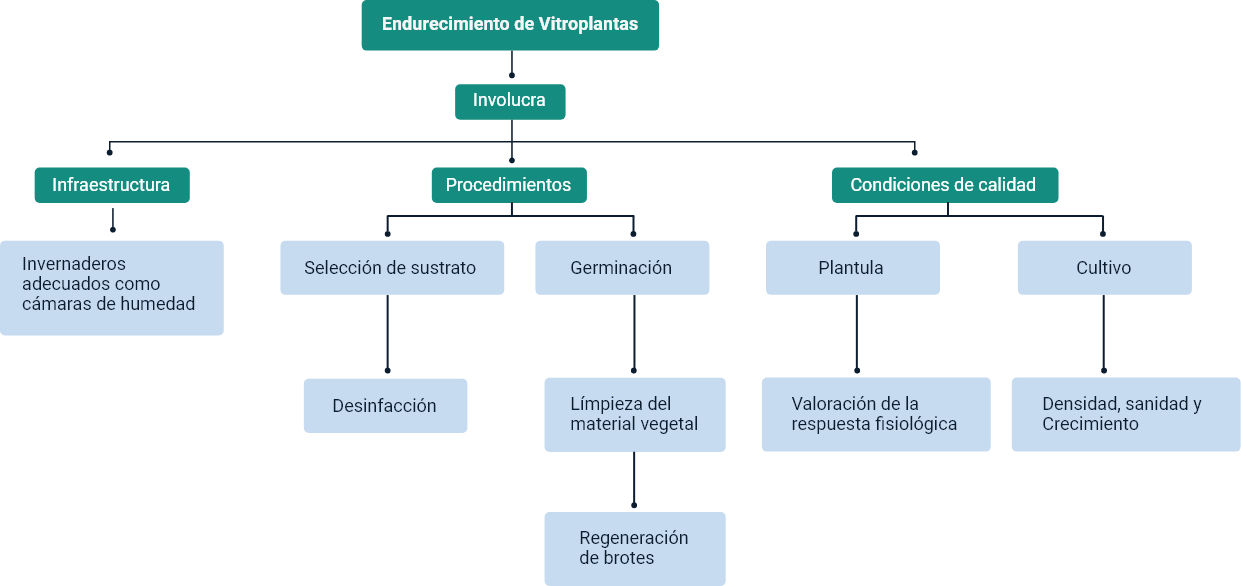 Endurecimiento de Vitroplantas
Involucra
Infraestructura
Procedimientos
Condiciones de calidad
Invernaderos
adecuados como
cámaras de humedad
Selección de sustrato
Germinación
Plantula
Cultivo
Desinfacción
Límpieza del
material vegetal
Valoración de la
respuesta fisiológica
Densidad, sanidad y
Crecimiento
Regeneración
de brotes